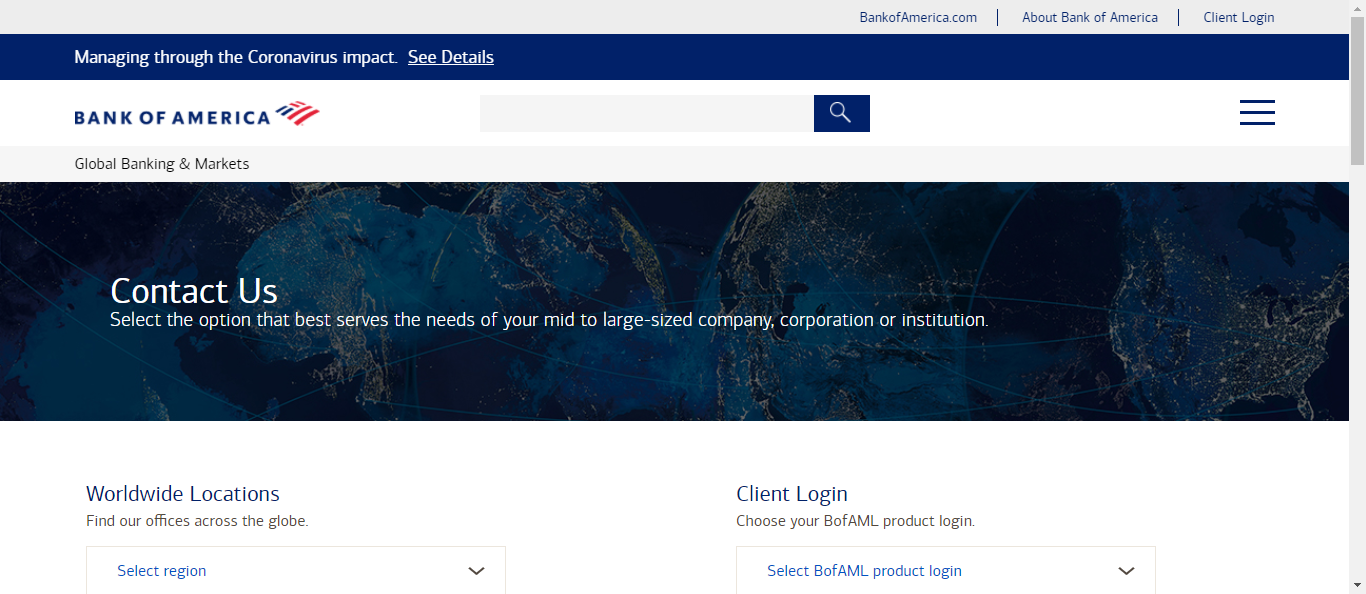 BankofAmerica.com About Bank of America Client Login
Managing through the Coronavirus impact. See Details
BANK OF AMERICA
Global Banking & Markets
Contact Us
Select the option that best serves the needs of your mid to large-sized company, corporation or institution.
Worldwide Locations
Find our offices across the globe.
Select region
Client Login
Choose your BofAML product login.
Select BofAML product login